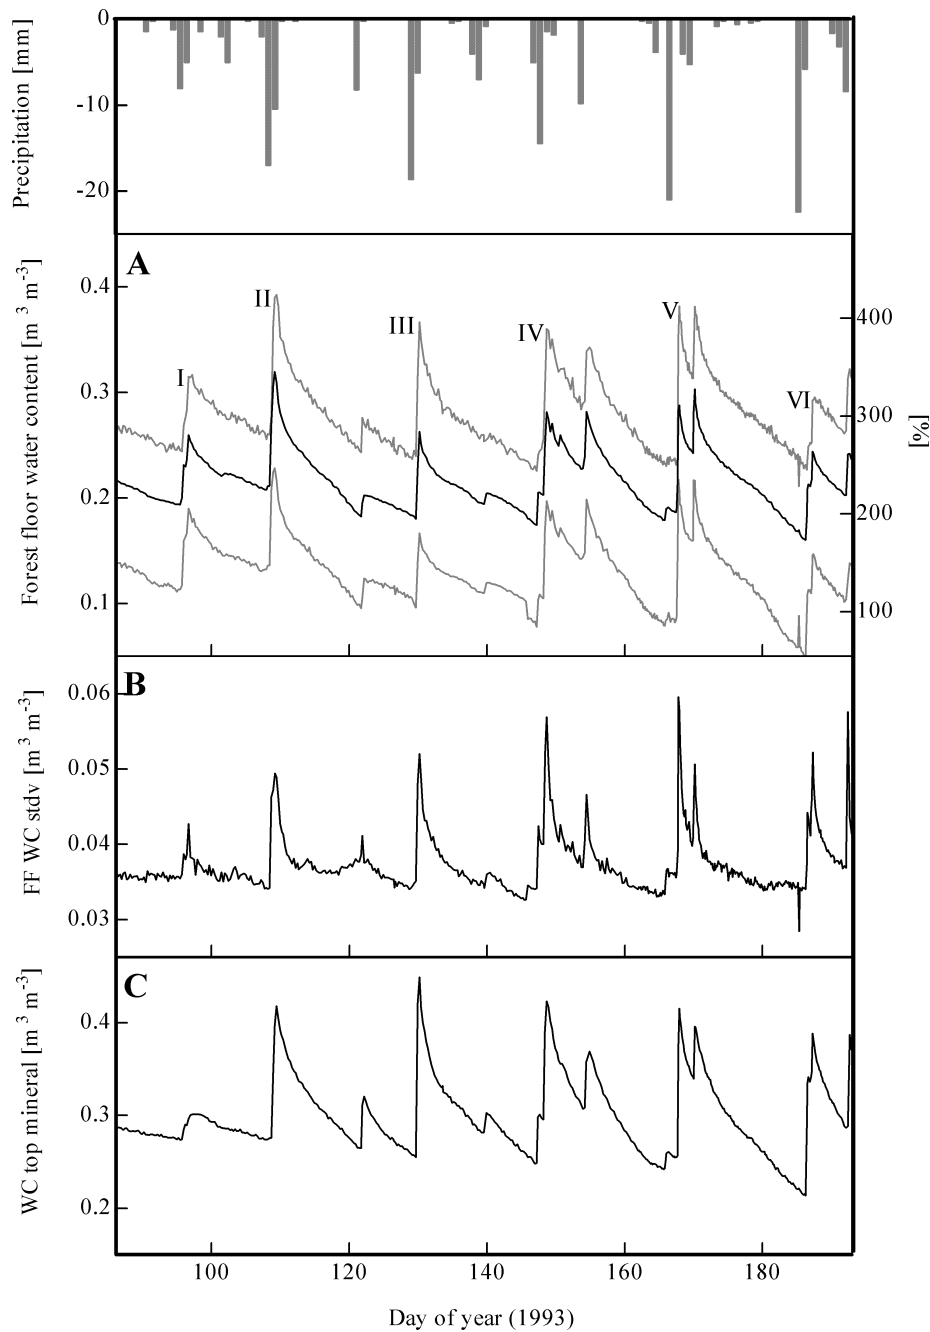 0
-10
-20
Precipitation [mm]
A
0.4
0.3
0.2
0.1
Forest floor water content [m ³ m⁻³]
I
II
III
IV
V
VI
400
300
200
100
[%]
B
0.06
0.05
0.04
0.03
FF WC stdv [m ³ m⁻³]
C
0.4
0.3
0.2
WC top mineral [m ³ m⁻³]
100 120 140 160 180
Day of year (1993)